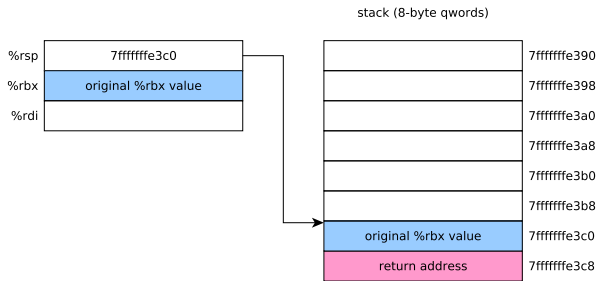 stack (8-byte qwords)
%rsp 7fffffffe3c0
%rbx original %rbx value
%rdi
7fffffffe390
7fffffffe398
7fffffffe3a0
7fffffffe3a8
7fffffffe3b0
7fffffffe3b8
original %rbx value 7fffffffe3c0
return address 7fffffffe3c8